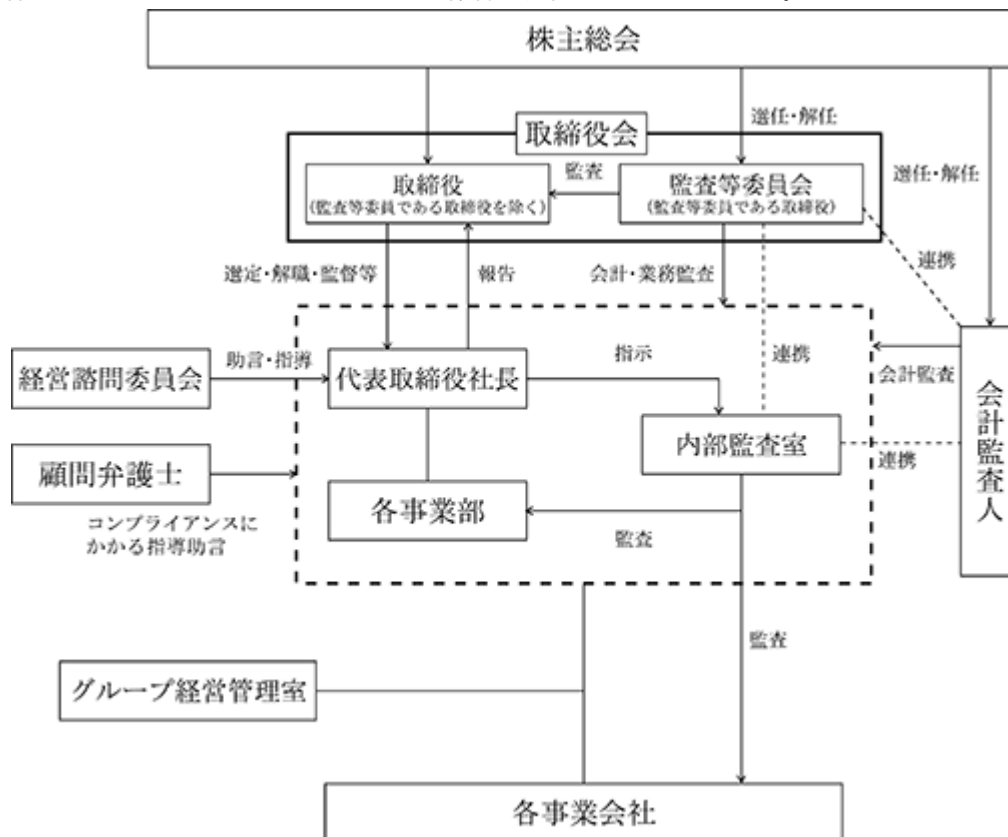 株主総会
選任・解任
取締役会
選任・解任
取締役
(監査等委員である取締役を除く)
監査
監査等委員会
(監査等委員である取締役)
連携
選定・解職・監督等
報告
会計・業務監査
経営諮問委員会
助言・指導
代表取締役社長
指示
連携
会計監査
会計監査人
顧問弁護士
内部監査室
連携
コンプライアンスに
かかる指導助言
各事業部
監査
監査
グループ経営管理室
各事業会社